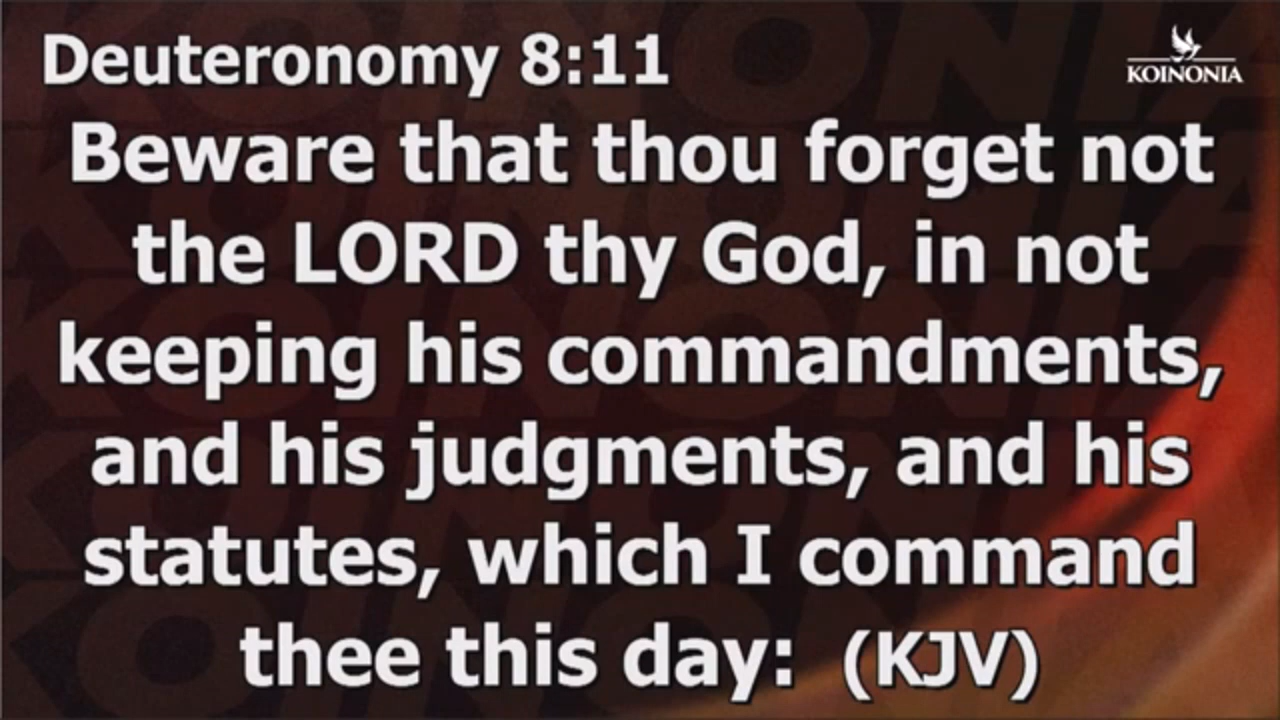 Deuteronomy 8:11
KOINONIA
Beware that thou forget not
the LORD thy God, in not
keeping his commandments,
and his judgments, and his
statutes, which I command
thee this day: (KJV)